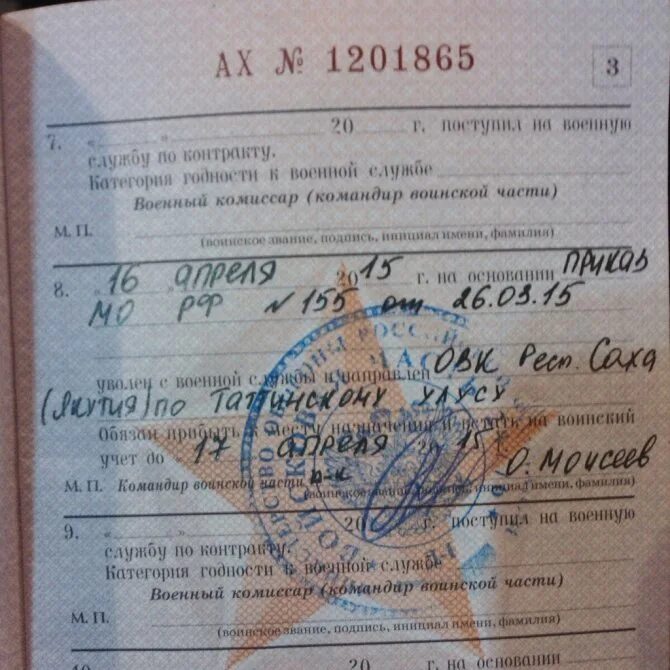 АХ № 1201865
3
7. " " 20 г. поступил на военную
службу по контракту.
Категория годности к военной службе
Военный комиссар (командир воинской части)
М. П.
(воинское звание, подпись, инициал имени, фамилия)
8. " 16 " апреля 20 15 г. на основании приказ
МО РФ № 155 от 26.03.15
уволен с военной службы и направлен ОВК Респ. Саха
(Якутия) по Таттинскому улусу
Обязан прибыть к месту назначения и встать на воинский
учет до 17 апреля 20 15 г.
М. П. Командир воинской части п-к О. Моисеев
(воинское звание, подпись, инициал имени, фамилия)
9. " " 20 г. поступил на военную
службу по контракту.
Категория годности к военной службе
Военный комиссар (командир воинской части)
М. П.
(воинское звание, подпись, инициал имени, фамилия)
10. 20 г. на основании